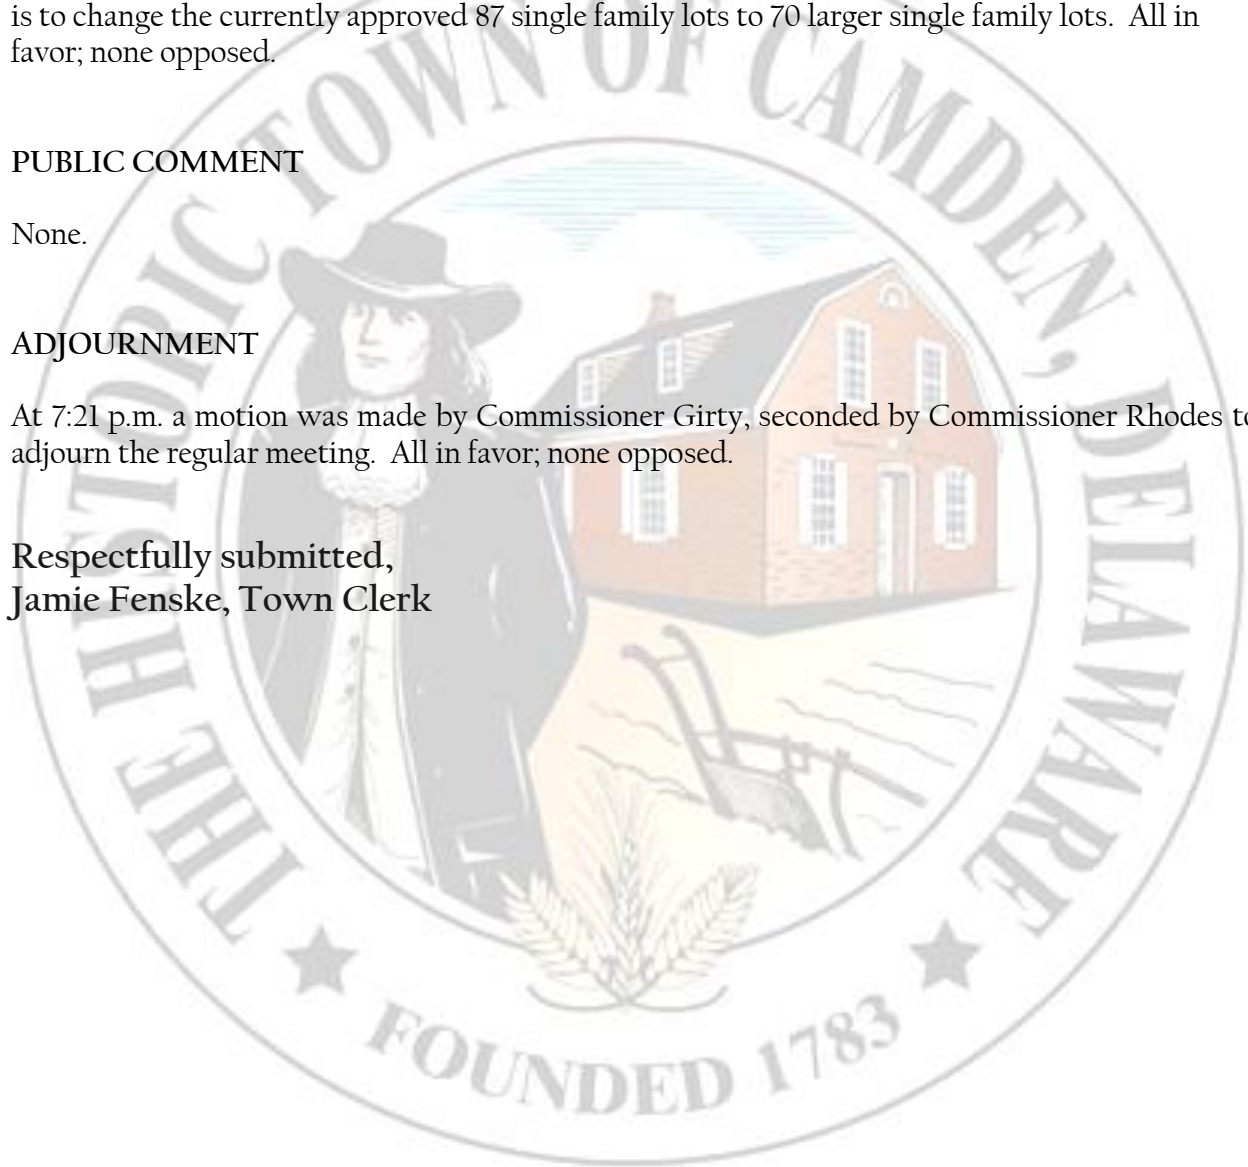 is to change the currently approved 87 single family lots to 70 larger single family lots.  All in
favor; none opposed.
PUBLIC COMMENT
None.
ADJOURNMENT
At 7:21 p.m. a motion was made by Commissioner Girty, seconded by Commissioner Rhodes to
adjourn the regular meeting.  All in favor; none opposed.
Respectfully submitted,
Jamie Fenske, Town Clerk
THE HISTORIC TOWN OF CAMDEN, DELAWARE
FOUNDED 1783